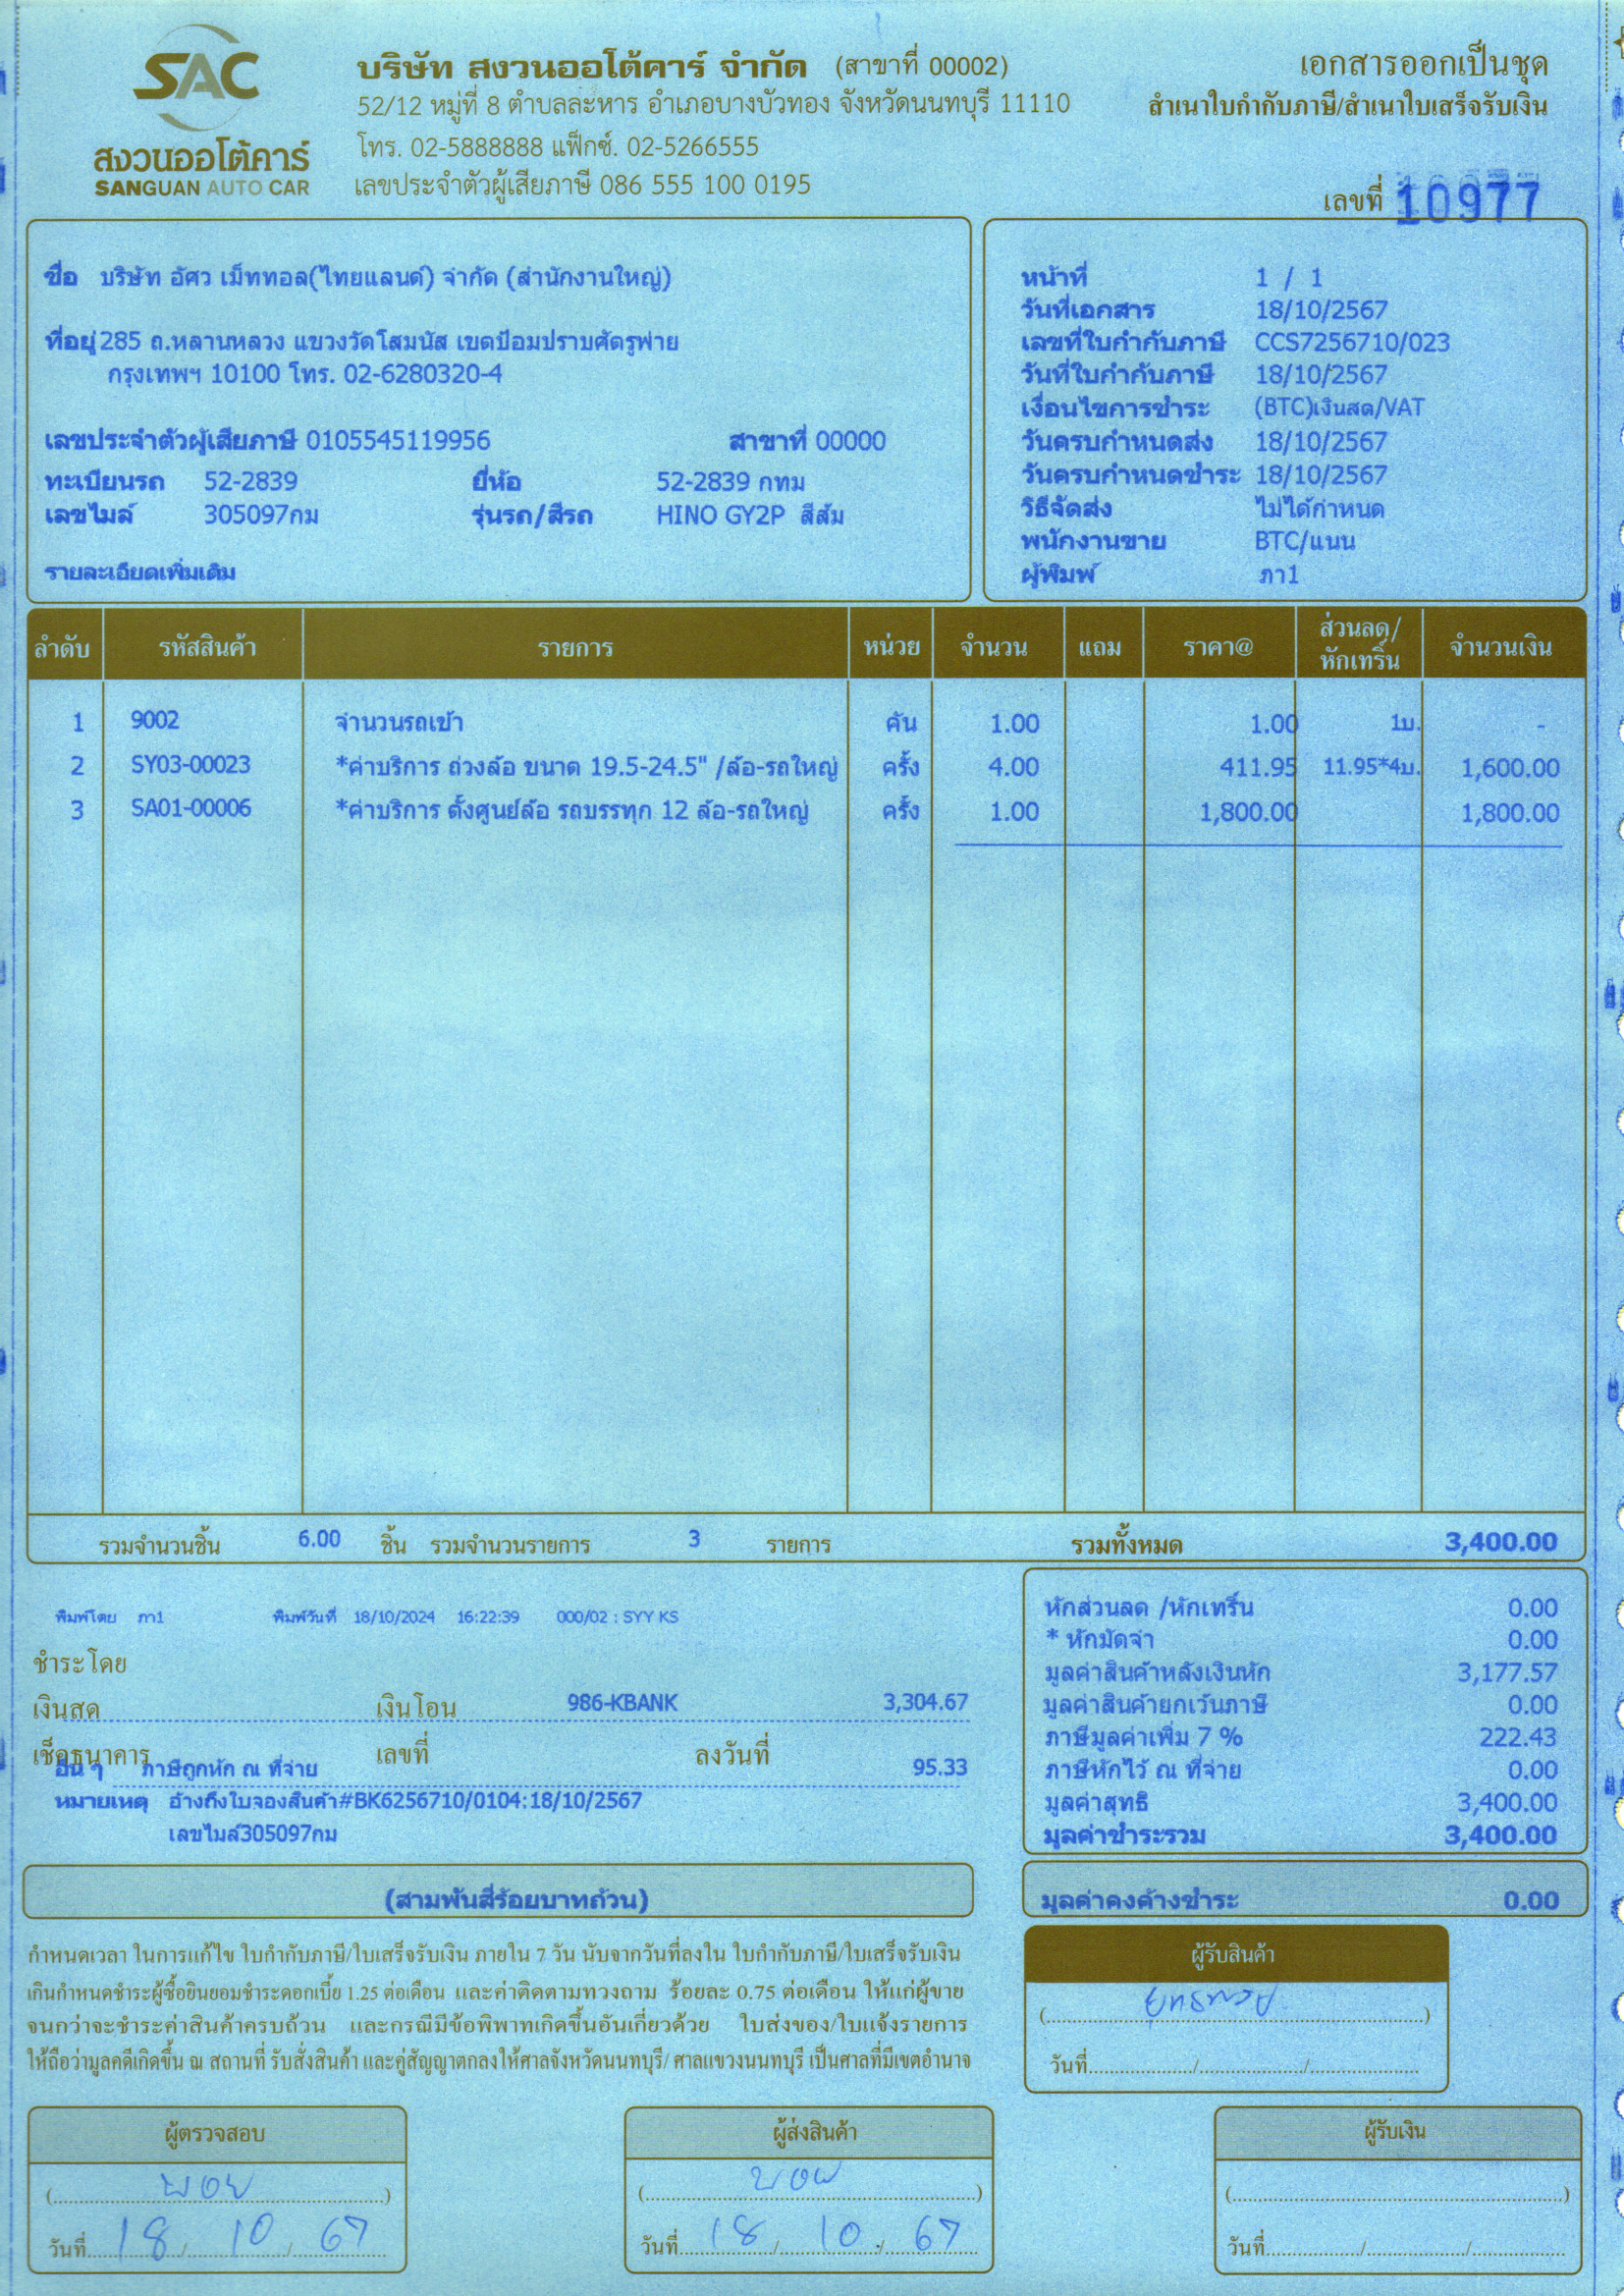 SAC
สงวนออโต้คาร์
SANGUAN AUTO CAR
บริษัท สงวนออโต้คาร์ จำกัด (สาขาที่ 00002)
52/12 หมู่ที่ 8 ตำบลละหาร อำเภอบางบัวทอง จังหวัดนนทบุรี 11110
โทร. 02-5888888 แฟ็กซ์. 02-5266555
เลขประจำตัวผู้เสียภาษี 086 555 100 0195
เอกสารออกเป็นชุด
สำเนาใบกำกับภาษี/สำเนาใบเสร็จรับเงิน
เลขที่ 10977
ชื่อ บริษัท อัศว เม็ททอล(ไทยแลนด์) จำกัด (สำนักงานใหญ่)
ที่อยู่ 285 ถ.หลานหลวง แขวงวัดโสมนัส เขตป้อมปราบศัตรูพ่าย
กรุงเทพฯ 10100 โทร. 02-6280320-4
เลขประจำตัวผู้เสียภาษี 0105545119956 สาขาที่ 00000
ทะเบียนรถ 52-2839 ยี่ห้อ 52-2839 กทม
เลขไมล์ 305097กม รุ่นรถ/สีรถ HINO GY2P สีส้ม
รายละเอียดเพิ่มเติม
หน้าที่ 1 / 1
วันที่เอกสาร 18/10/2567
เลขที่ใบกำกับภาษี CCS7256710/023
วันที่ใบกำกับภาษี 18/10/2567
เงื่อนไขการชำระ (BTC)เงินสด/VAT
วันครบกำหนดส่ง 18/10/2567
วันครบกำหนดชำระ 18/10/2567
วิธีจัดส่ง ไม่ได้กำหนด
พนักงานขาย BTC/แนน
ผู้พิมพ์ ภา1
ลำดับ รหัสสินค้า รายการ หน่วย จำนวน แถม ราคา@ ส่วนลด/หักเทริ์น จำนวนเงิน
1 9002 จำนวนรถเข้า คัน 1.00 1.00 1บ. -
2 SY03-00023 *ค่าบริการ ถ่วงล้อ ขนาด 19.5-24.5" /ล้อ-รถใหญ่ ครั้ง 4.00 411.95 11.95*4บ. 1,600.00
3 SA01-00006 *ค่าบริการ ตั้งศูนย์ล้อ รถบรรทุก 12 ล้อ-รถใหญ่ ครั้ง 1.00 1,800.00 1,800.00
รวมจำนวนชิ้น 6.00 ชิ้น รวมจำนวนรายการ 3 รายการ รวมทั้งหมด 3,400.00
พิมพ์โดย ภา1 พิมพ์วันที่ 18/10/2024 16:22:39 000/02 : SYY KS
ชำระโดย
เงินสด เงินโอน 986-KBANK 3,304.67
เช็คธนาคาร เลขที่ ลงวันที่
อื่น ๆ ภาษีถูกหัก ณ ที่จ่าย 95.33
หมายเหตุ อ้างถึงใบจองสินค้า#BK6256710/0104:18/10/2567
เลขไมล์305097กม
หักส่วนลด /หักเทริ์น 0.00
* หักมัดจำ 0.00
มูลค่าสินค้าหลังเงินหัก 3,177.57
มูลค่าสินค้ายกเว้นภาษี 0.00
ภาษีมูลค่าเพิ่ม 7 % 222.43
ภาษีหักไว้ ณ ที่จ่าย 0.00
มูลค่าสุทธิ 3,400.00
มูลค่าชำระรวม 3,400.00
(สามพันสี่ร้อยบาทถ้วน)
มูลค่าคงค้างชำระ 0.00
กำหนดเวลา ในการแก้ไข ใบกำกับภาษี/ใบเสร็จรับเงิน ภายใน 7 วัน นับจากวันที่ลงใน ใบกำกับภาษี/ใบเสร็จรับเงิน
เกินกำหนดชำระผู้ซื้อยินยอมชำระดอกเบี้ย 1.25 ต่อเดือน และค่าติดตามทวงถาม ร้อยละ 0.75 ต่อเดือน ให้แก่ผู้ขาย
จนกว่าจะชำระค่าสินค้าครบถ้วน และกรณีมีข้อพิพาทเกิดขึ้นอันเกี่ยวด้วย ใบส่งของ/ใบแจ้งรายการ
ให้ถือว่ามูลคดีเกิดขึ้น ณ สถานที่ รับสั่งสินค้า และคู่สัญญาตกลงให้ศาลจังหวัดนนทบุรี/ ศาลแขวงนนทบุรี เป็นศาลที่มีเขตอำนาจ
ผู้รับสินค้า
วันที่ / /
ผู้ตรวจสอบ ผู้ส่งสินค้า ผู้รับเงิน
วันที่ 18 / 10 / 67 วันที่ 18 / 10 / 67 วันที่ / /